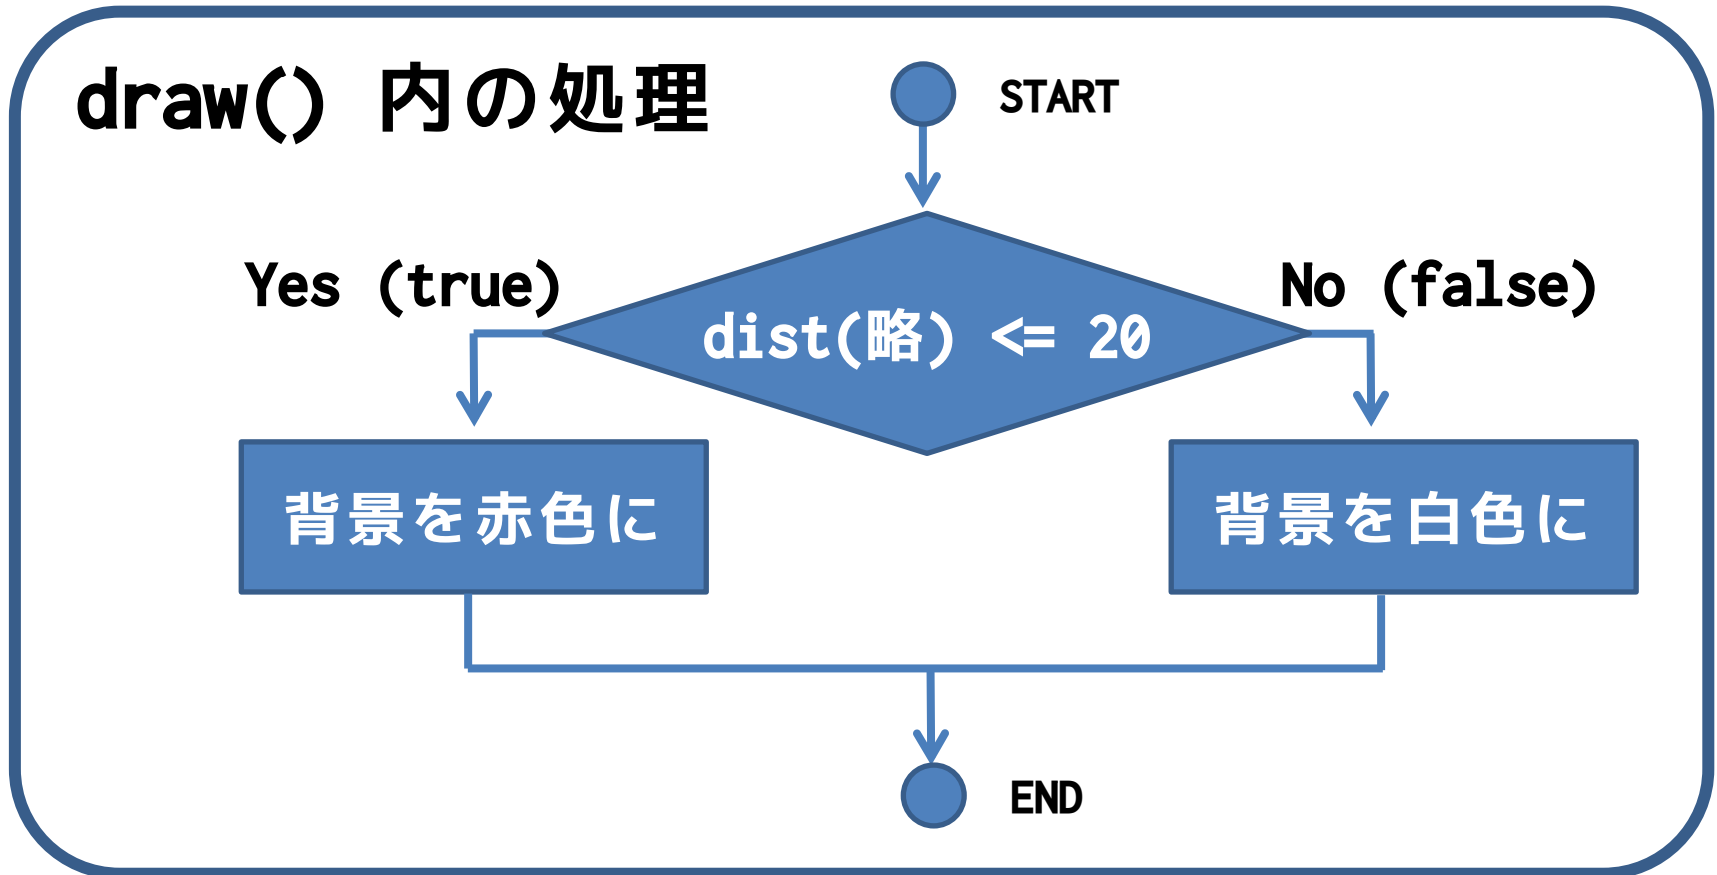 draw() 内の処理
START
Yes (true)
No (false)
dist(略) <= 20
背景を赤色に
背景を白色に
END